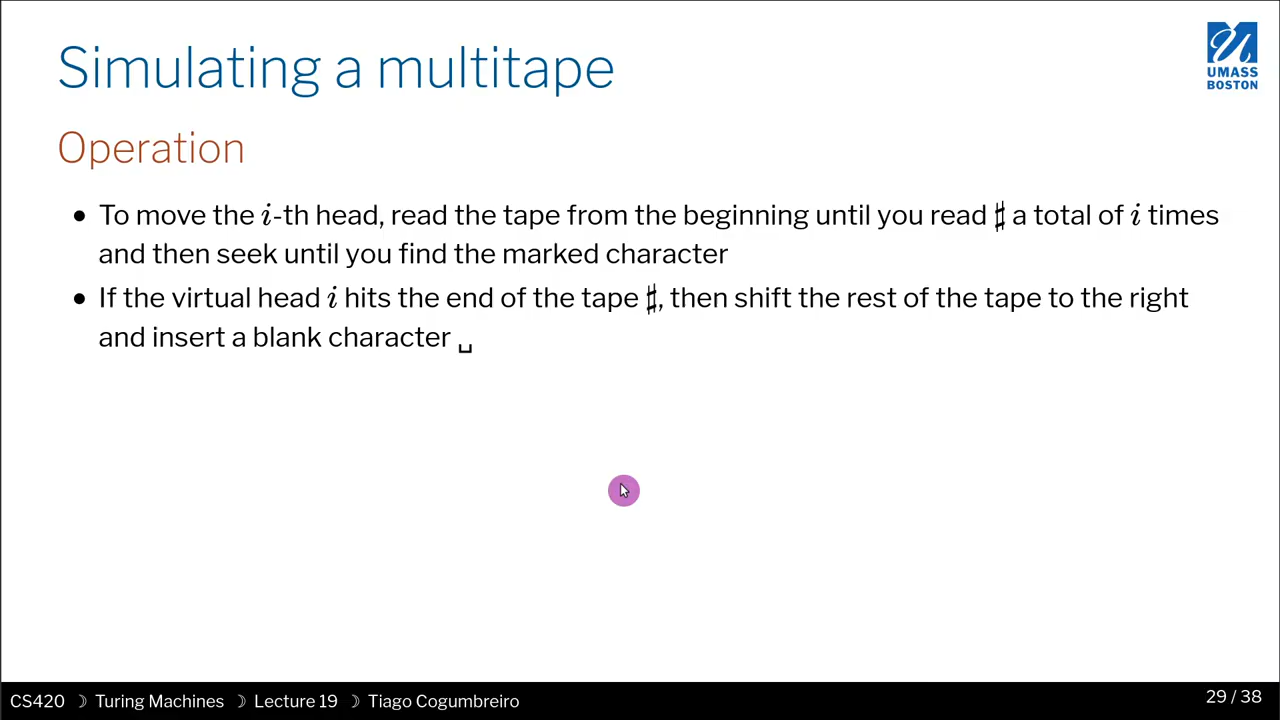 Simulating a multitape
UMASS
BOSTON
Operation
• To move the i-th head, read the tape from the beginning until you read ♯ a total of i times
and then seek until you find the marked character
• If the virtual head i hits the end of the tape ♯, then shift the rest of the tape to the right
and insert a blank character ␣
CS420 ☽ Turing Machines ☽ Lecture 19 ☽ Tiago Cogumbreiro
29 / 38